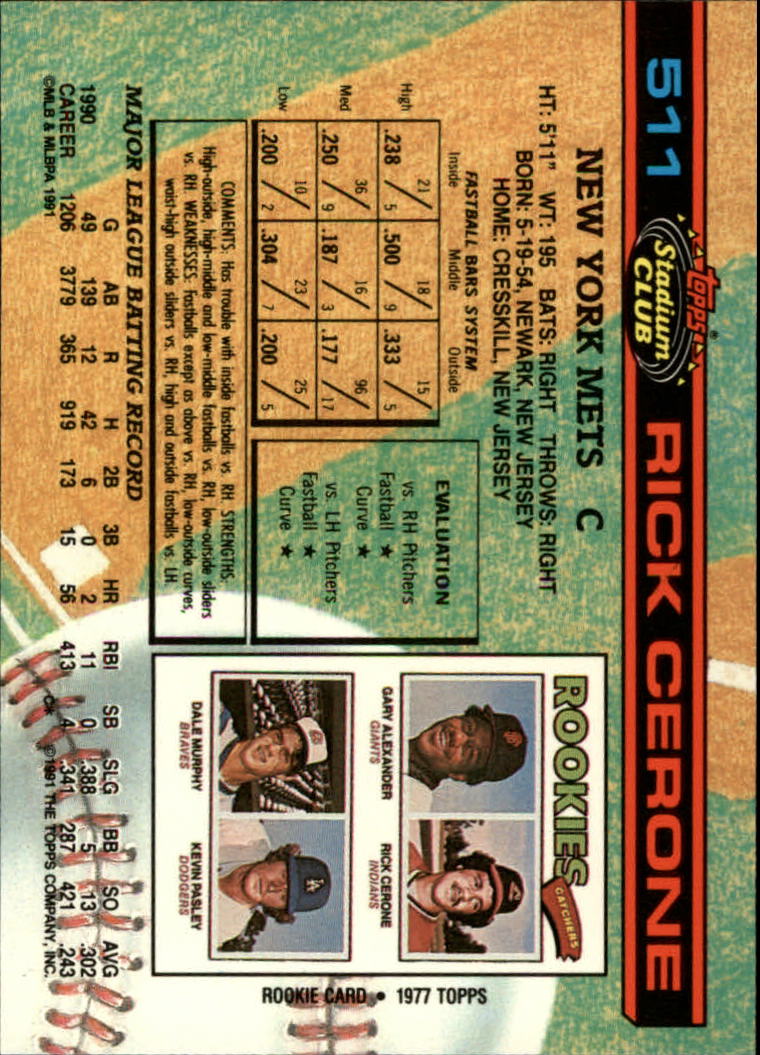 511
topps®
Stadium
CLUB
RICK CERONE
NEW YORK METS C
HT: 5'11" WT: 195 BATS: RIGHT THROWS: RIGHT
BORN: 5-19-54, NEWARK, NEW JERSEY
HOME: CRESSKILL, NEW JERSEY
FASTBALL BARS SYSTEM
Inside Middle Outside
High .238 21/5 .500 18/9 .333 15/5
Med .250 36/9 .187 16/3 .177 96/17
Low .200 10/2 .304 23/7 .200 25/5
EVALUATION
vs. RH Pitchers
Fastball ★
Curve ★
vs. LH Pitchers
Fastball ★
Curve ★
COMMENTS: Has trouble with inside fastballs vs. RH. STRENGTHS:
High-outside, high-middle and low-middle fastballs vs. RH, low-outside sliders
vs. RH. WEAKNESSES: Fastballs except as above vs. RH, low-outside curves,
waist-high outside sliders vs. RH, high and outside fastballs vs. LH.
ROOKIES
CATCHERS
GARY ALEXANDER
GIANTS
RICK CERONE
INDIANS
DALE MURPHY
BRAVES
KEVIN PASLEY
DODGERS
ROOKIE CARD • 1977 TOPPS
MAJOR LEAGUE BATTING RECORD
G AB R H 2B 3B HR RBI SB SLG BB SO AVG
1990 49 139 12 42 6 0 2 11 0 .388 5 13 .302
CAREER 1206 3779 365 919 173 15 56 413 4 .341 287 421 .243
©MLB & MLBPA 1991
©1991 THE TOPPS COMPANY, INC.